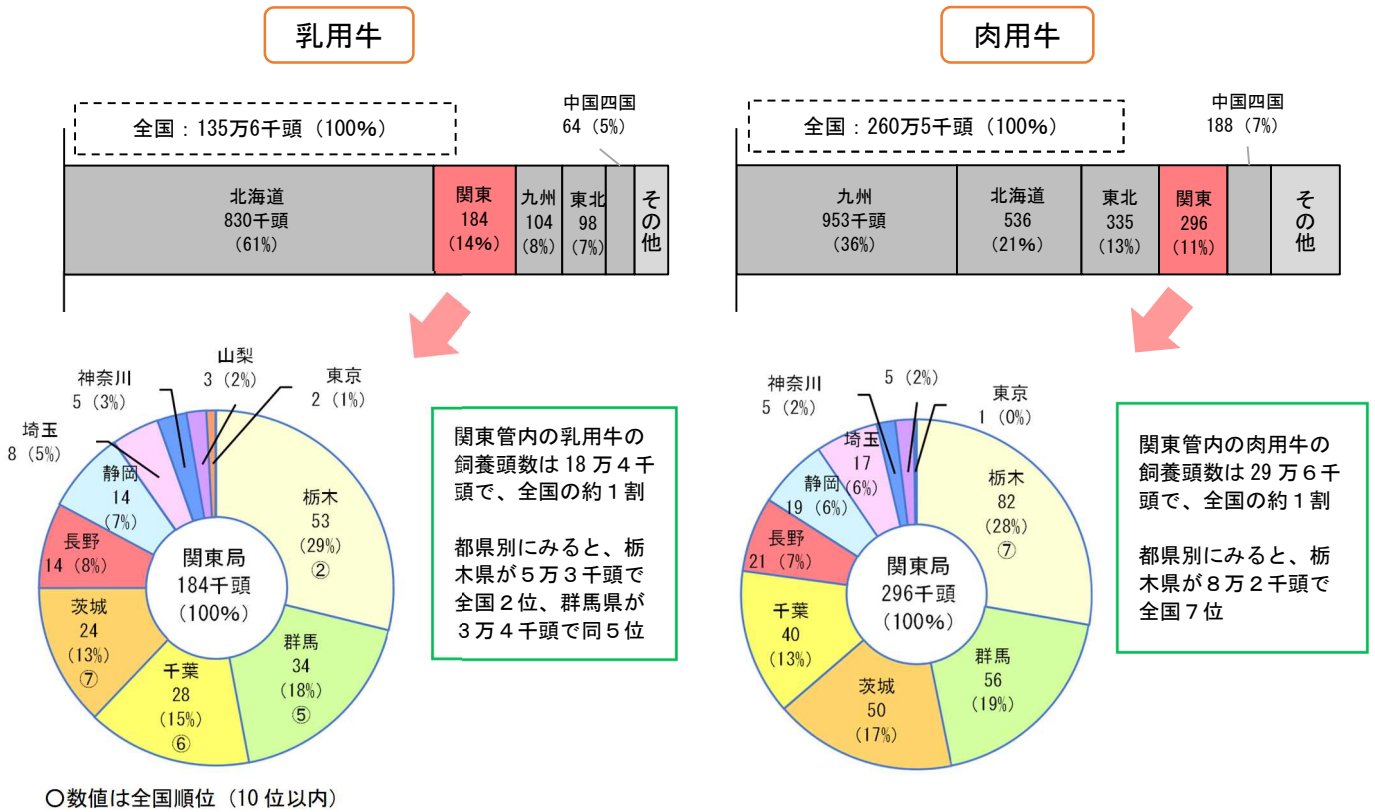 乳用牛
全国：135万6千頭（100%）
中国四国
64（5%）
北海道
830千頭
(61%)
関東
184
(14%)
九州
104
(8%)
東北
98
(7%)
その他
山梨
3（2%）
東京
2（1%）
神奈川
5（3%）
埼玉
8（5%）
静岡
14
(7%)
長野
14（8%）
茨城
24
(13%)
⑦
千葉
28
(15%)
⑥
群馬
34
(18%)
⑤
栃木
53
(29%)
②
関東局
184千頭
(100%)
関東管内の乳用牛の
飼養頭数は 18 万４千
頭で、全国の約１割
都県別にみると、栃
木県が５万３千頭で
全国２位、群馬県が
３万４千頭で同５位
〇数値は全国順位（10 位以内）
肉用牛
全国：260万5千頭（100%）
中国四国
188（7%）
九州
953千頭
(36%)
北海道
536
(21%)
東北
335
(13%)
関東
296
(11%)
その他
神奈川
5（2%）
5（2%）
東京
1（0%）
埼玉
17
(6%)
静岡
19（6%）
長野
21（7%）
千葉
40
(13%)
茨城
50
(17%)
群馬
56
(19%)
栃木
82
(28%)
⑦
関東局
296千頭
(100%)
関東管内の肉用牛の
飼養頭数は 29 万６千
頭で、全国の約１割
都県別にみると、栃
木県が８万２千頭で
全国７位